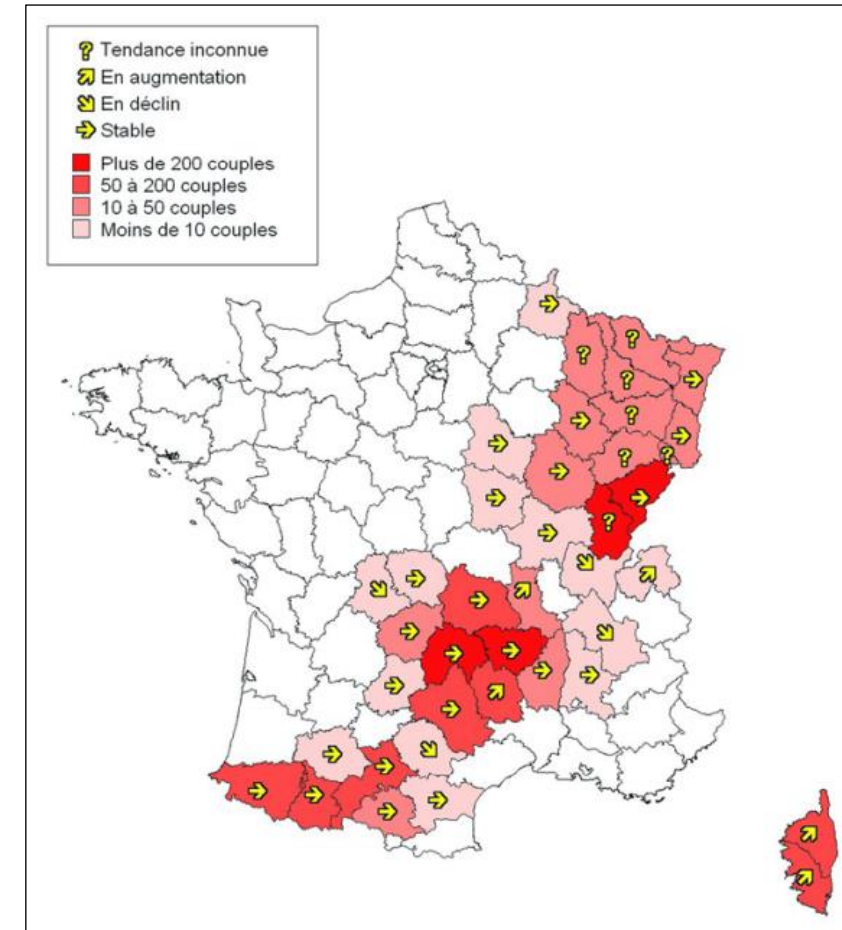 Tendance inconnue
En augmentation
En déclin
Stable
Plus de 200 couples
50 à 200 couples
10 à 50 couples
Moins de 10 couples